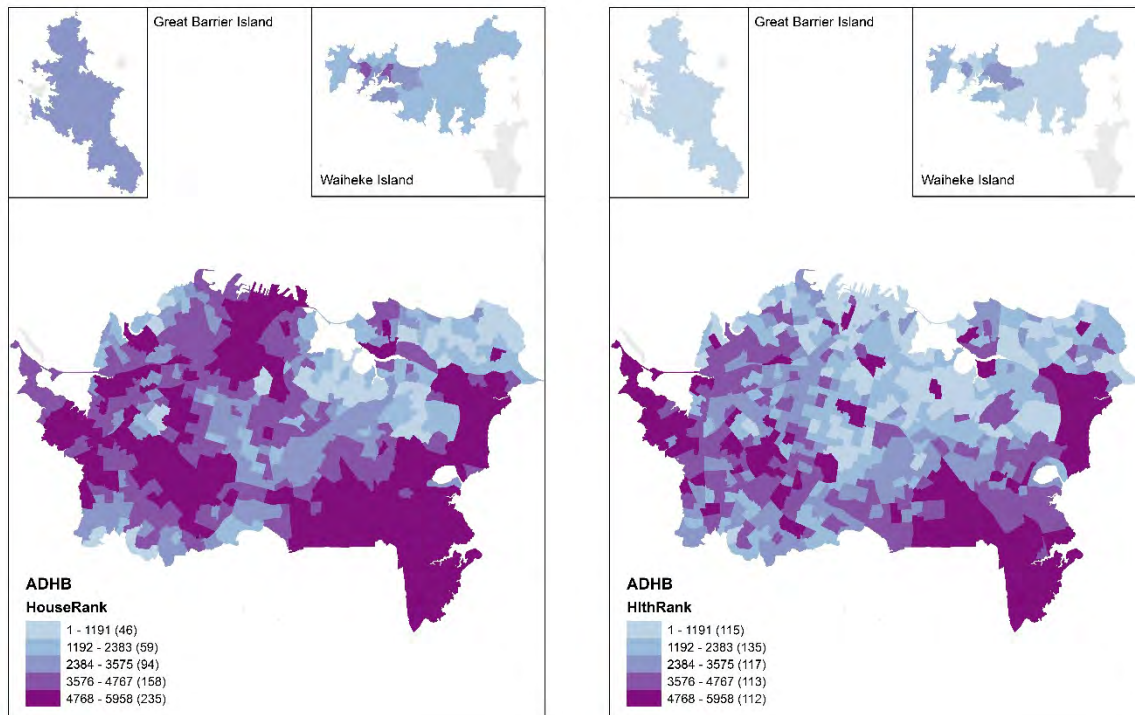 Great Barrier Island
Waiheke Island
ADHB
HouseRank
1 - 1191 (46)
1192 - 2383 (59)
2384 - 3575 (94)
3576 - 4767 (158)
4768 - 5958 (235)
Great Barrier Island
Waiheke Island
ADHB
HlthRank
1 - 1191 (115)
1192 - 2383 (135)
2384 - 3575 (117)
3576 - 4767 (113)
4768 - 5958 (112)